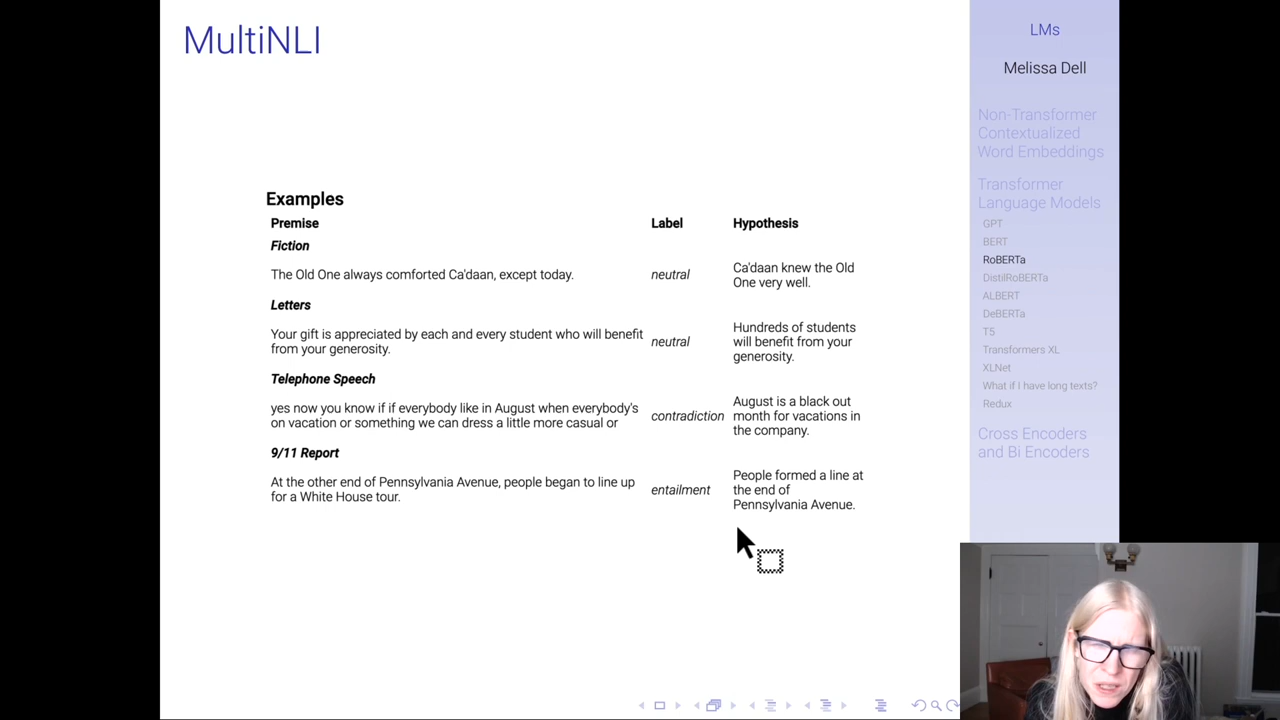 MultiNLI
Examples
Premise Label Hypothesis
Fiction
The Old One always comforted Ca'daan, except today. neutral Ca'daan knew the Old
One very well.
Letters
Your gift is appreciated by each and every student who will benefit
from your generosity.
neutral
Hundreds of students
will benefit from your
generosity.
Telephone Speech
yes now you know if if everybody like in August when everybody's
on vacation or something we can dress a little more casual or
contradiction
August is a black out
month for vacations in
the company.
9/11 Report
At the other end of Pennsylvania Avenue, people began to line up
for a White House tour.
entailment
People formed a line at
the end of
Pennsylvania Avenue.
LMs
Melissa Dell
Non-Transformer
Contextualized
Word Embeddings
Transformer
Language Models
GPT
BERT
RoBERTa
DistilRoBERTa
ALBERT
DeBERTa
T5
Transformers XL
XLNet
What if I have long texts?
Redux
Cross Encoders
and Bi Encoders